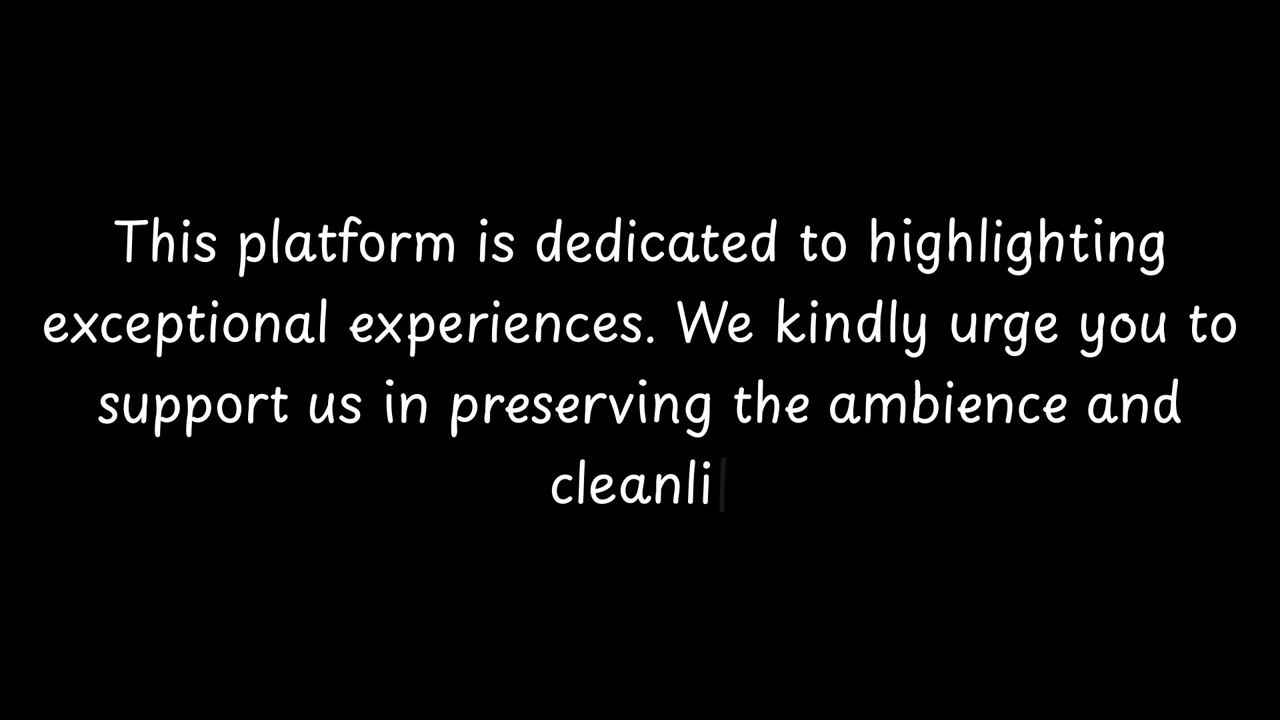 This platform is dedicated to highlighting
exceptional experiences. We kindly urge you to
support us in preserving the ambience and
cleanli